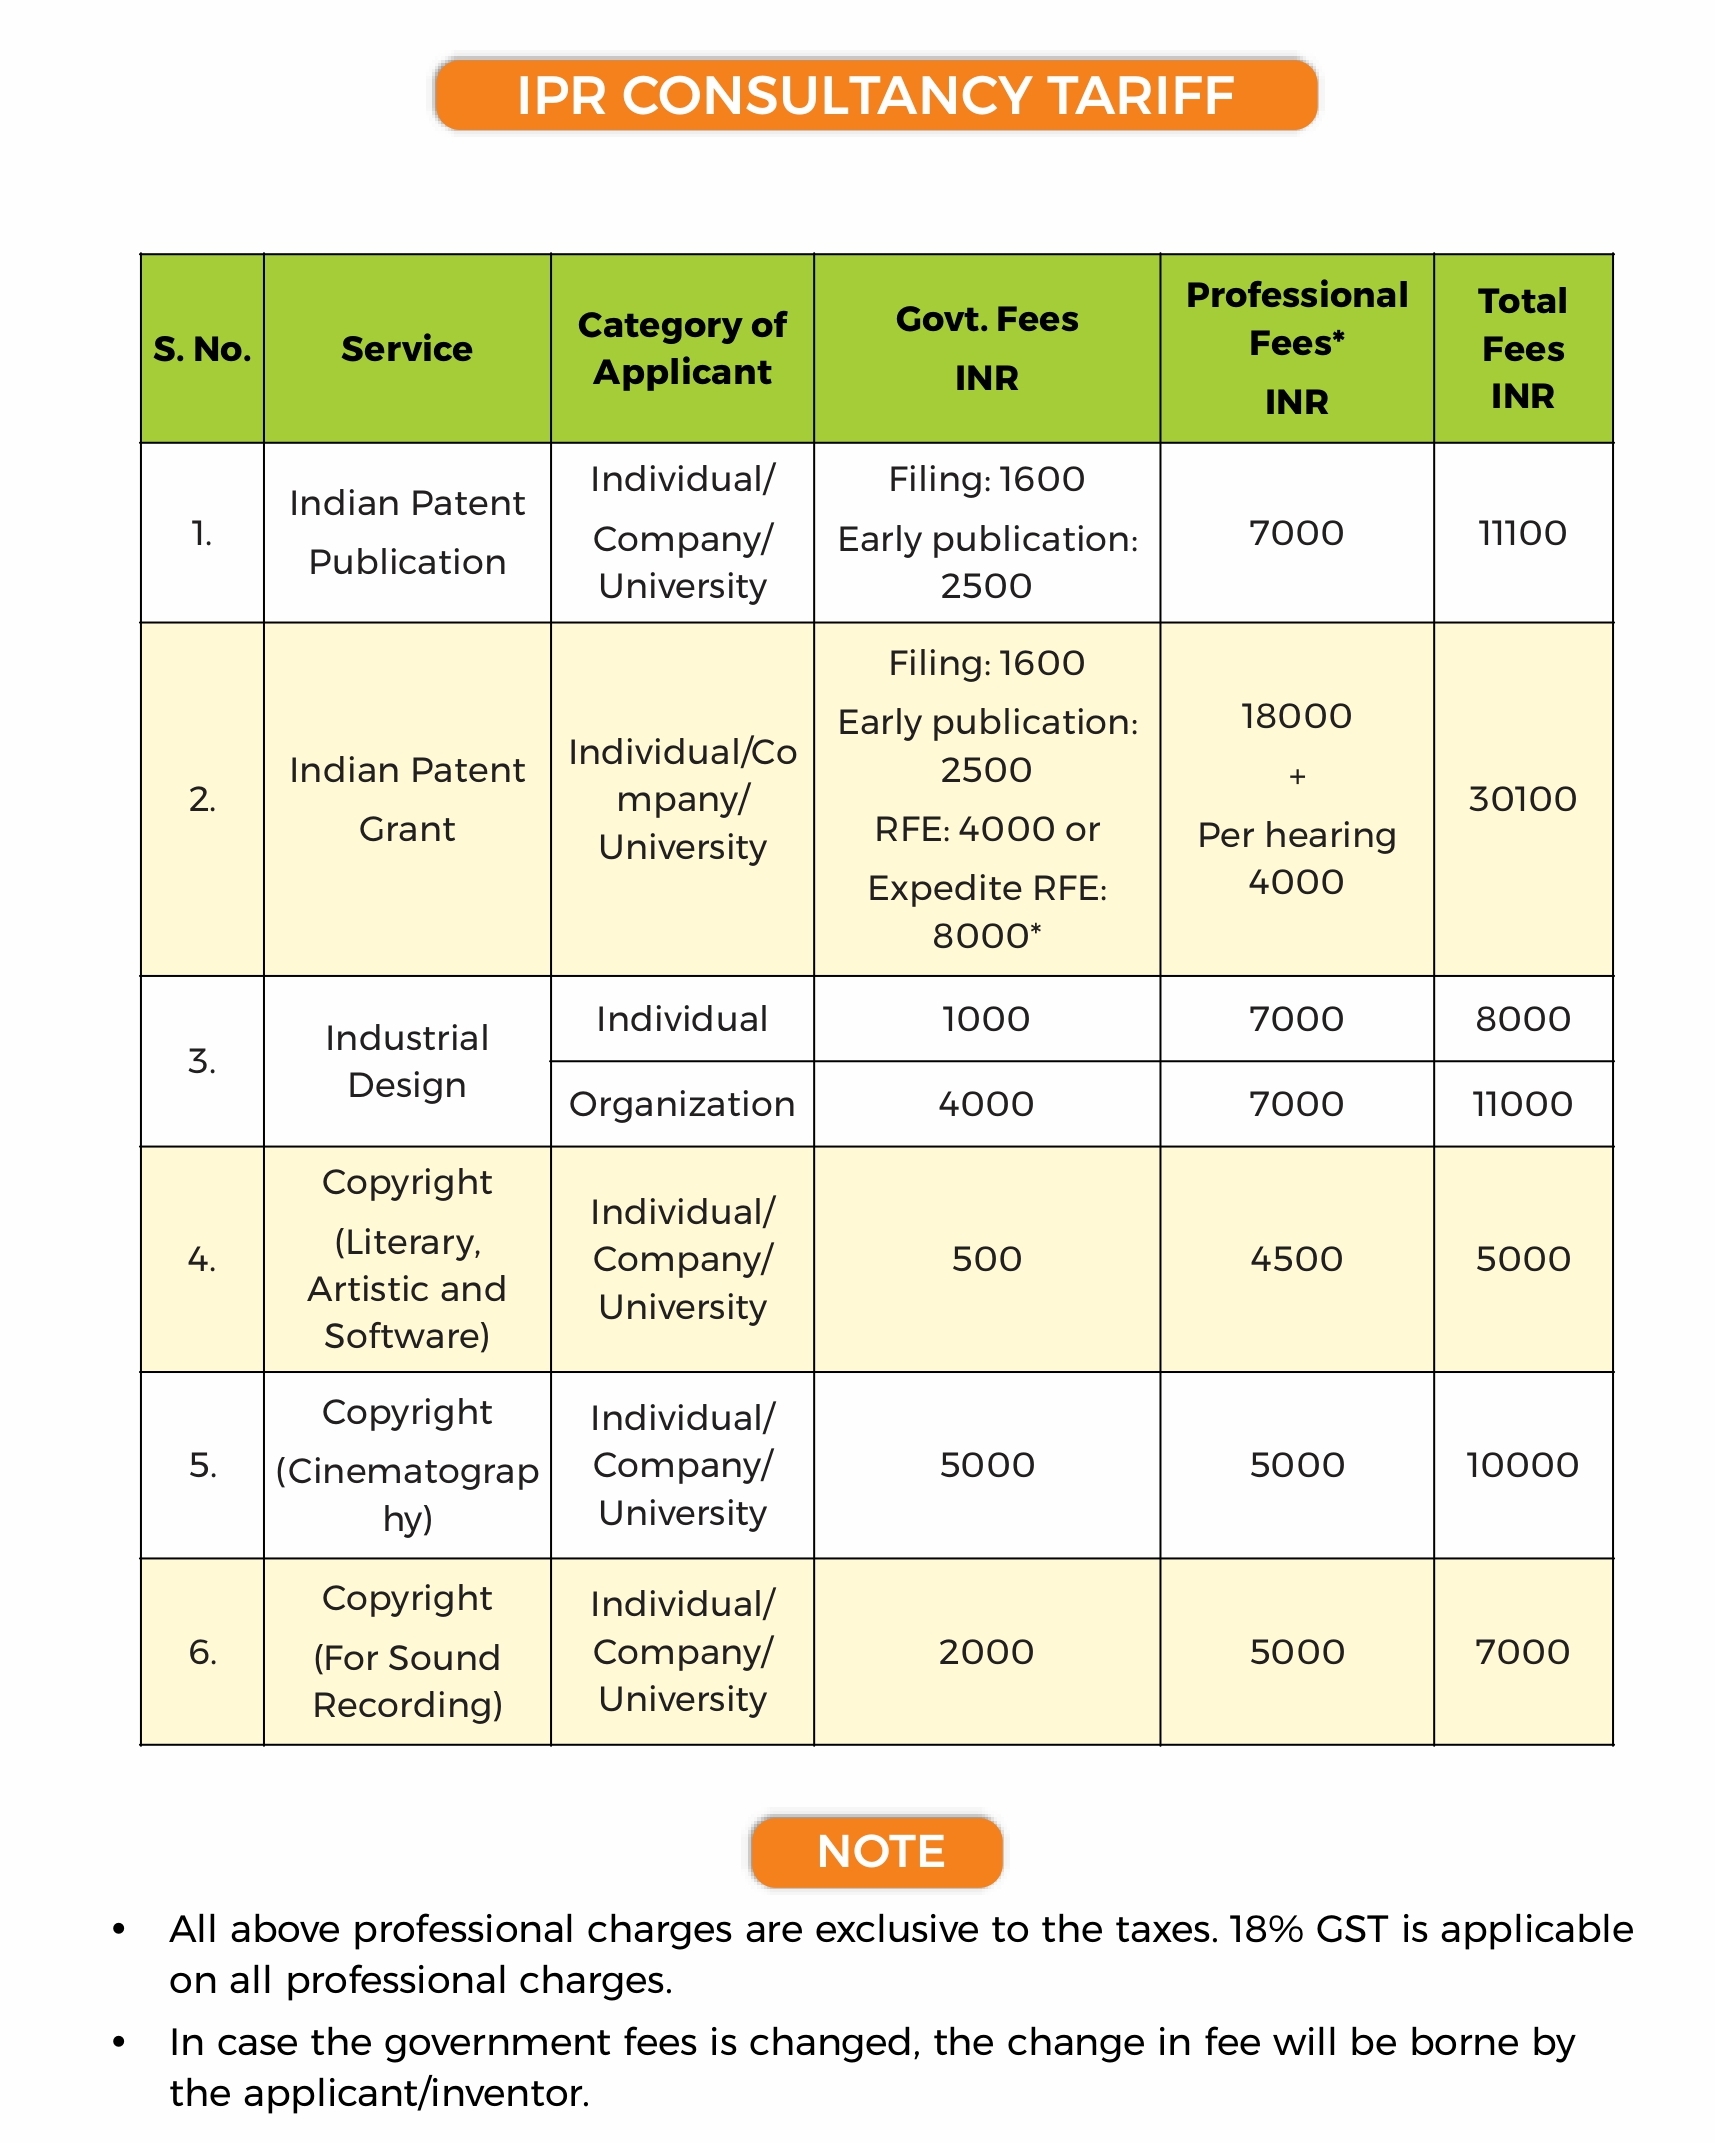 IPR CONSULTANCY TARIFF
S. No.
Service
Category of
Applicant
Govt. Fees
INR
Professional
Fees*
INR
Total
Fees
INR
1.
Indian Patent
Publication
Individual/
Company/
University
Filing: 1600
Early publication:
2500
7000
11100
2.
Indian Patent
Grant
Individual/Co
mpany/
University
Filing: 1600
Early publication:
2500
RFE: 4000 or
Expedite RFE:
8000*
18000
+
Per hearing
4000
30100
3.
Industrial
Design
Individual
1000
7000
8000
Organization
4000
7000
11000
4.
Copyright
(Literary,
Artistic and
Software)
Individual/
Company/
University
500
4500
5000
5.
Copyright
(Cinematograp
hy)
Individual/
Company/
University
5000
5000
10000
6.
Copyright
(For Sound
Recording)
Individual/
Company/
University
2000
5000
7000
NOTE
• All above professional charges are exclusive to the taxes. 18% GST is applicable
on all professional charges.
• In case the government fees is changed, the change in fee will be borne by
the applicant/inventor.